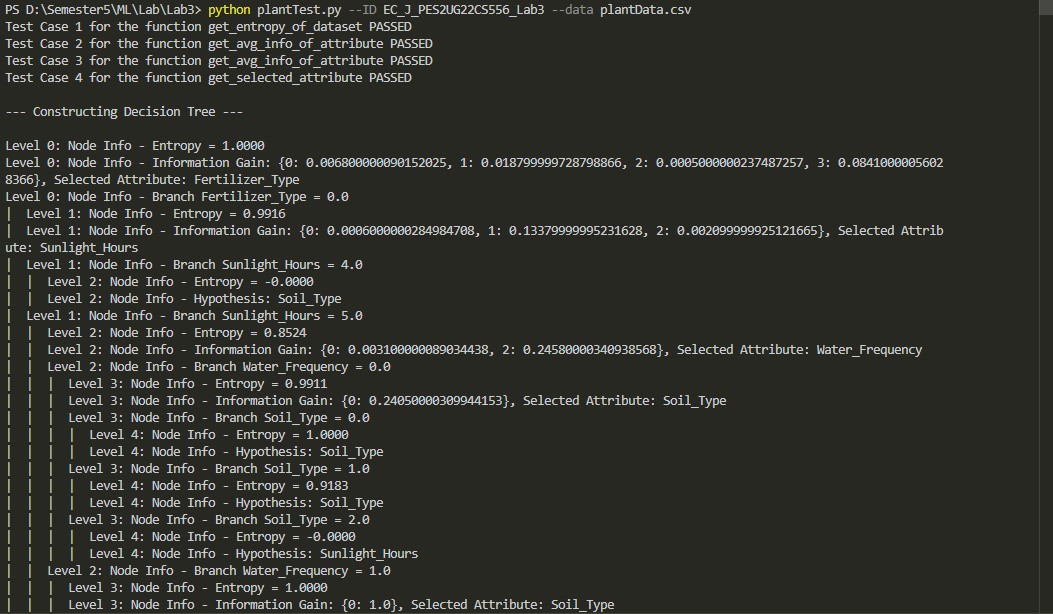 PS D:\Semester5\ML\Lab\Lab3> python plantTest.py --ID EC_J_PES2UG22CS556_Lab3 --data plantData.csv
Test Case 1 for the function get_entropy_of_dataset PASSED
Test Case 2 for the function get_avg_info_of_attribute PASSED
Test Case 3 for the function get_avg_info_of_attribute PASSED
Test Case 4 for the function get_selected_attribute PASSED
--- Constructing Decision Tree ---
Level 0: Node Info - Entropy = 1.0000
Level 0: Node Info - Information Gain: {0: 0.006800000090152025, 1: 0.018799999728798866, 2: 0.0005000000237487257, 3: 0.0841000005602
8366}, Selected Attribute: Fertilizer_Type
Level 0: Node Info - Branch Fertilizer_Type = 0.0
|  Level 1: Node Info - Entropy = 0.9916
|  Level 1: Node Info - Information Gain: {0: 0.0006000000284984708, 1: 0.13379999995231628, 2: 0.002099999925121665}, Selected Attrib
ute: Sunlight_Hours
|  Level 1: Node Info - Branch Sunlight_Hours = 4.0
|  |  Level 2: Node Info - Entropy = -0.0000
|  |  Level 2: Node Info - Hypothesis: Soil_Type
|  Level 1: Node Info - Branch Sunlight_Hours = 5.0
|  |  Level 2: Node Info - Entropy = 0.8524
|  |  Level 2: Node Info - Information Gain: {0: 0.003100000089034438, 2: 0.24580000340938568}, Selected Attribute: Water_Frequency
|  |  Level 2: Node Info - Branch Water_Frequency = 0.0
|  |  |  Level 3: Node Info - Entropy = 0.9911
|  |  |  Level 3: Node Info - Information Gain: {0: 0.24050000309944153}, Selected Attribute: Soil_Type
|  |  |  Level 3: Node Info - Branch Soil_Type = 0.0
|  |  |  |  Level 4: Node Info - Entropy = 1.0000
|  |  |  |  Level 4: Node Info - Hypothesis: Soil_Type
|  |  |  Level 3: Node Info - Branch Soil_Type = 1.0
|  |  |  |  Level 4: Node Info - Entropy = 0.9183
|  |  |  |  Level 4: Node Info - Hypothesis: Soil_Type
|  |  |  Level 3: Node Info - Branch Soil_Type = 2.0
|  |  |  |  Level 4: Node Info - Entropy = -0.0000
|  |  |  |  Level 4: Node Info - Hypothesis: Sunlight_Hours
|  |  Level 2: Node Info - Branch Water_Frequency = 1.0
|  |  |  Level 3: Node Info - Entropy = 1.0000
|  |  |  Level 3: Node Info - Information Gain: {0: 1.0}, Selected Attribute: Soil_Type